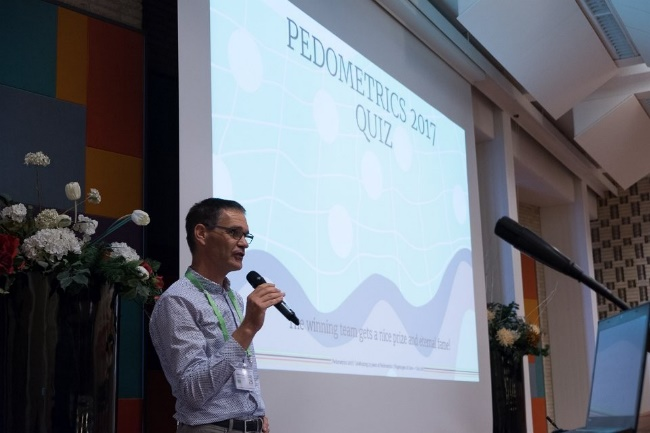 PEDOMETRICS 2017
QUIZ
The winning team gets a nice prize and eternal fame!